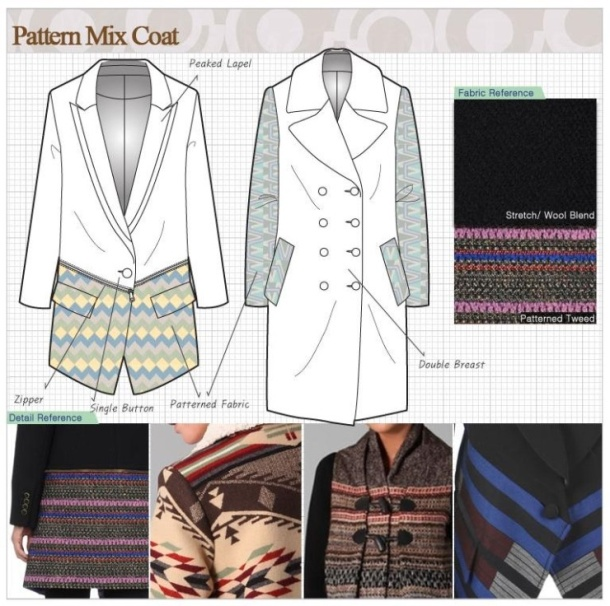 Pattern Mix Coat
Peaked Lapel
Fabric Reference
Stretch/ Wool Blend
Patterned Tweed
Double Breast
Zipper
Single Button
Patterned Fabric
Detail Reference